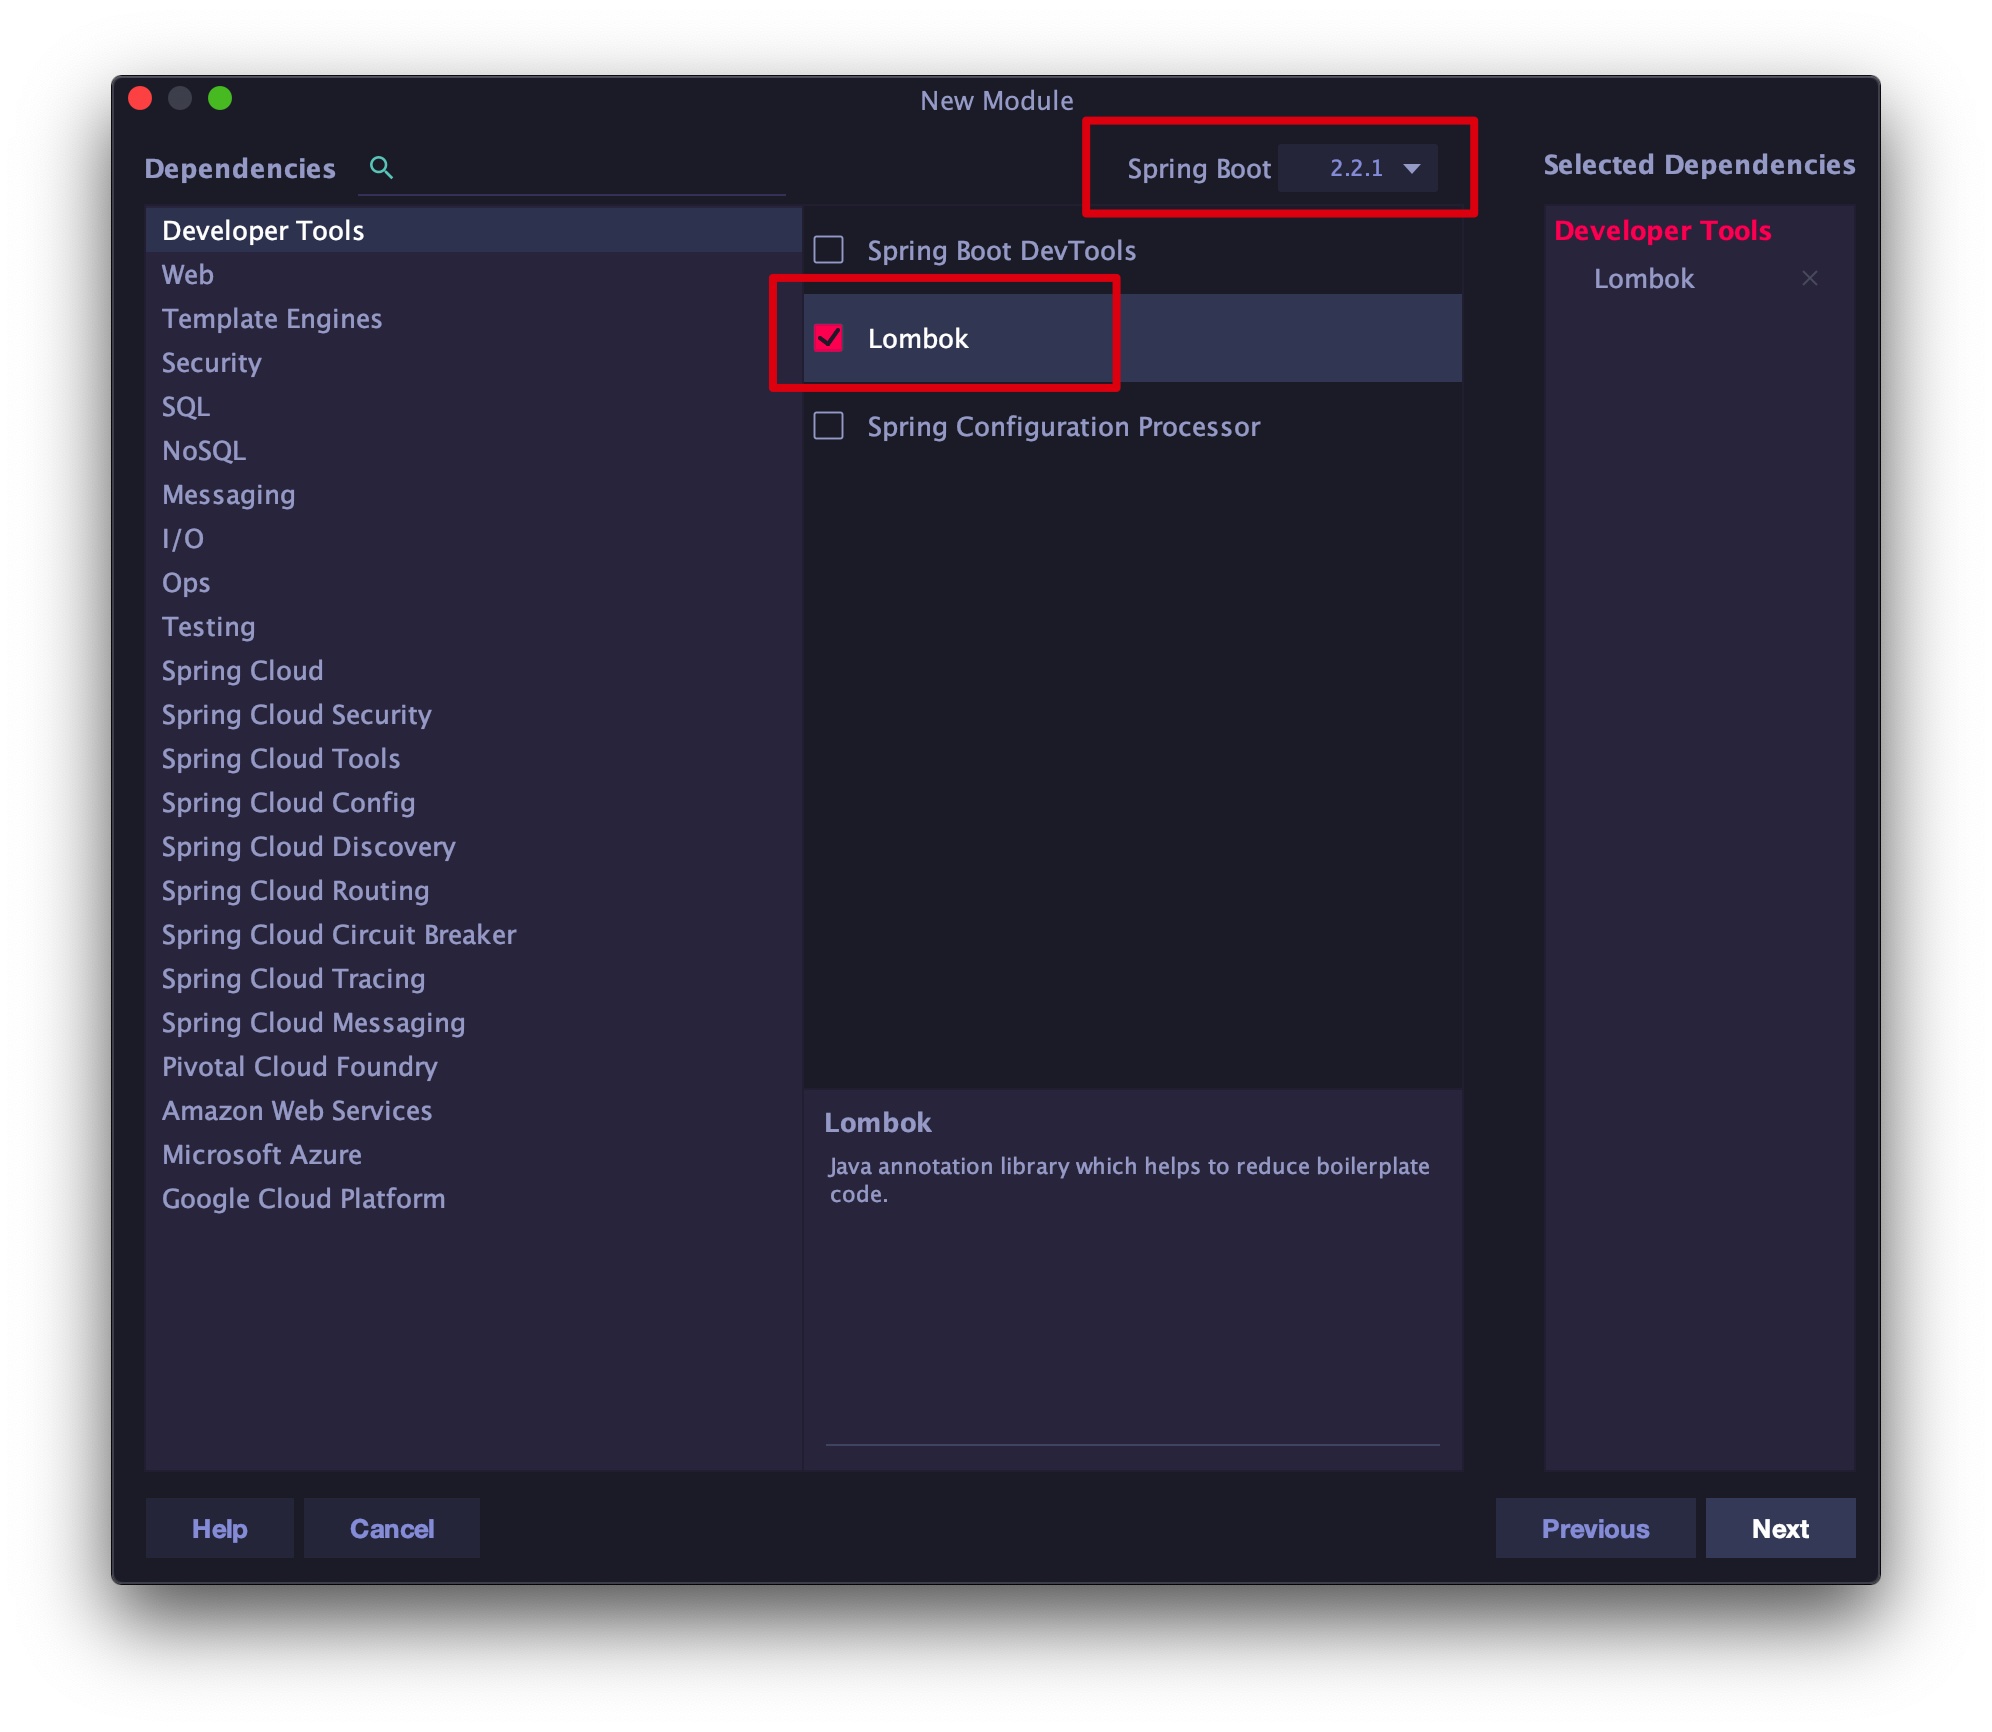 New Module
Dependencies
Spring Boot 2.2.1
Selected Dependencies
Developer Tools
Web
Template Engines
Security
SQL
NoSQL
Messaging
I/O
Ops
Testing
Spring Cloud
Spring Cloud Security
Spring Cloud Tools
Spring Cloud Config
Spring Cloud Discovery
Spring Cloud Routing
Spring Cloud Circuit Breaker
Spring Cloud Tracing
Spring Cloud Messaging
Pivotal Cloud Foundry
Amazon Web Services
Microsoft Azure
Google Cloud Platform
Spring Boot DevTools
Lombok
Spring Configuration Processor
Lombok
Java annotation library which helps to reduce boilerplate
code.
Developer Tools
Lombok
Help
Cancel
Previous
Next